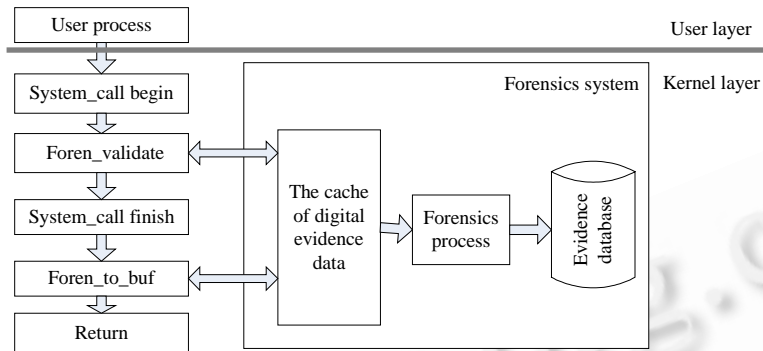 User process
User layer
System_call begin
Forensics system
Kernel layer
Foren_validate
System_call finish
Foren_to_buf
Return
The cache
of digital
evidence
data
Forensics
process
Evidence
database